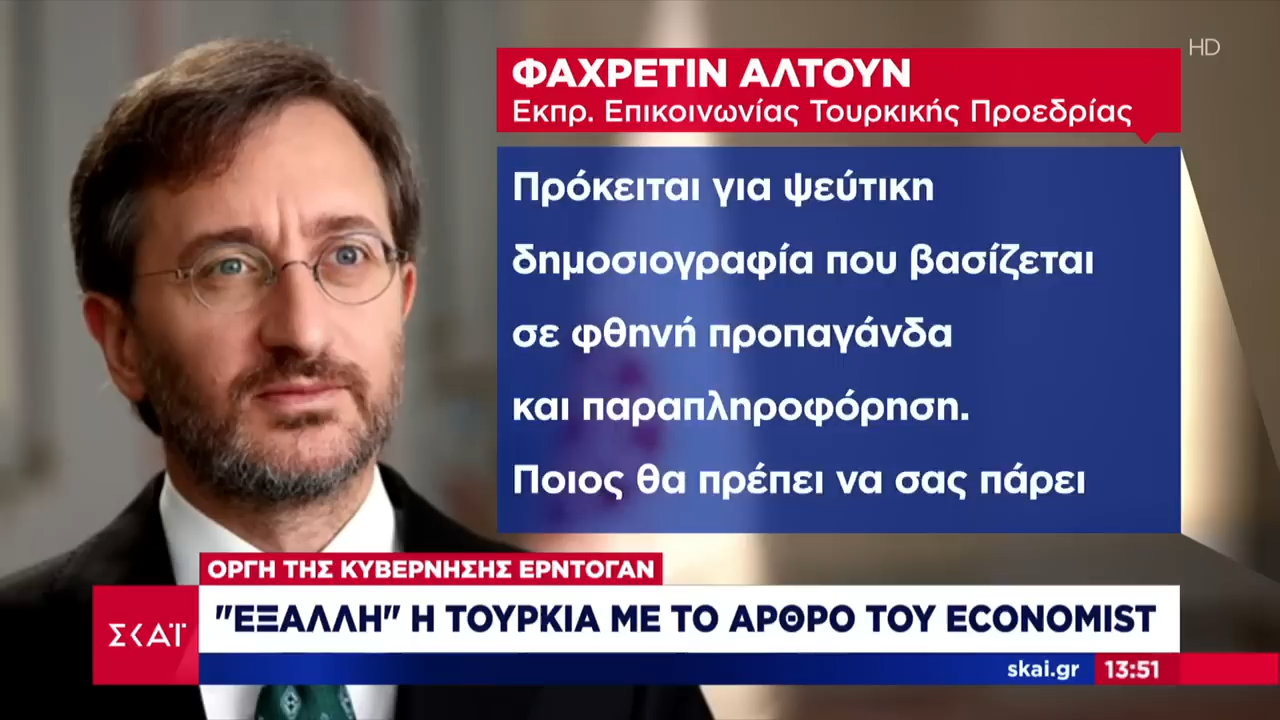 HD
ΦΑΧΡΕΤΙΝ ΑΛΤΟΥΝ
Εκπρ. Επικοινωνίας Τουρκικής Προεδρίας
Πρόκειται για ψεύτικη
δημοσιογραφία που βασίζεται
σε φθηνή προπαγάνδα
και παραπληροφόρηση.
Ποιος θα πρέπει να σας πάρει
ΟΡΓΗ ΤΗΣ ΚΥΒΕΡΝΗΣΗΣ ΕΡΝΤΟΓΑΝ
ΣΚΑΪ
"ΕΞΑΛΛΗ" Η ΤΟΥΡΚΙΑ ΜΕ ΤΟ ΑΡΘΡΟ ΤΟΥ ECONOMIST
skai.gr 13:51